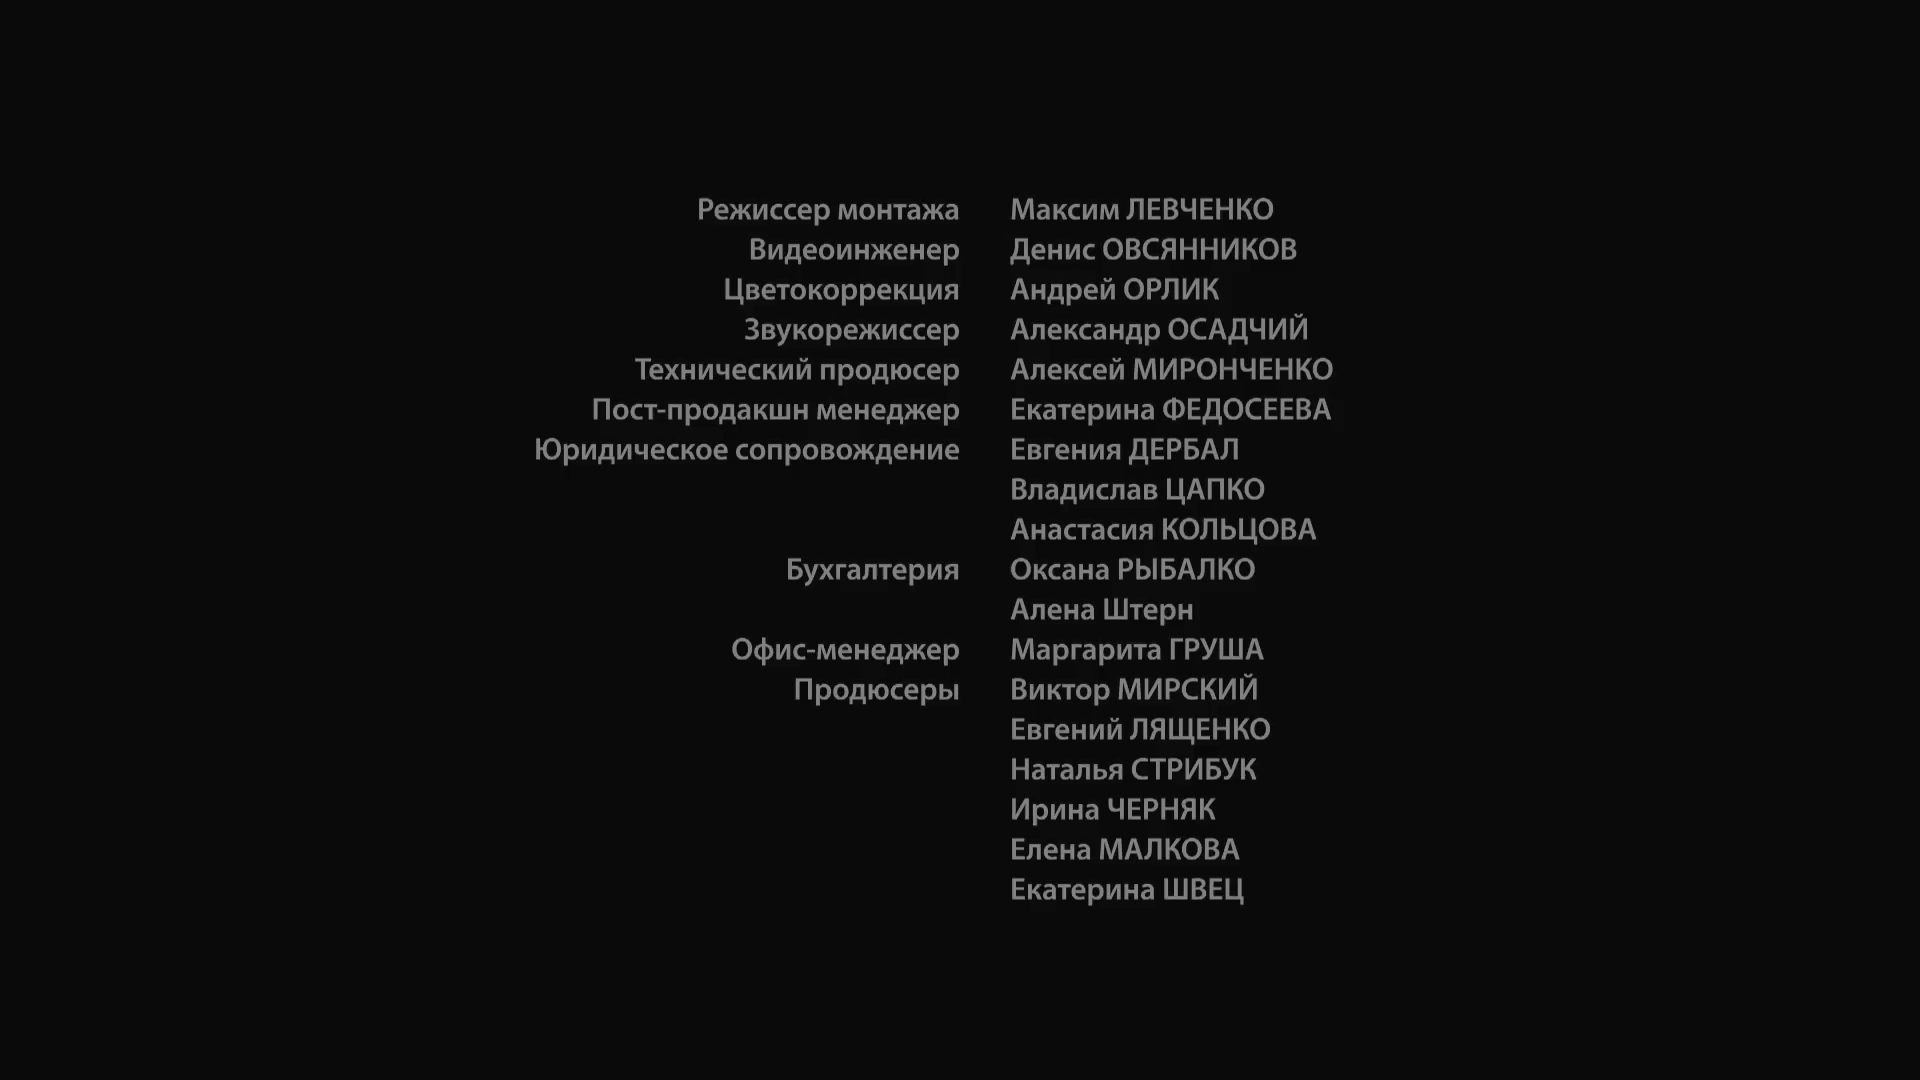 Режиссер монтажа Максим ЛЕВЧЕНКО
Видеоинженер Денис ОВСЯННИКОВ
Цветокоррекция Андрей ОРЛИК
Звукорежиссер Александр ОСАДЧИЙ
Технический продюсер Алексей МИРОНЧЕНКО
Пост-продакшн менеджер Екатерина ФЕДОСЕЕВА
Юридическое сопровождение Евгения ДЕРБАЛ
Владислав ЦАПКО
Анастасия КОЛЬЦОВА
Бухгалтерия Оксана РЫБАЛКО
Алена Штерн
Офис-менеджер Маргарита ГРУША
Продюсеры Виктор МИРСКИЙ
Евгений ЛЯЩЕНКО
Наталья СТРИБУК
Ирина ЧЕРНЯК
Елена МАЛКОВА
Екатерина ШВЕЦ